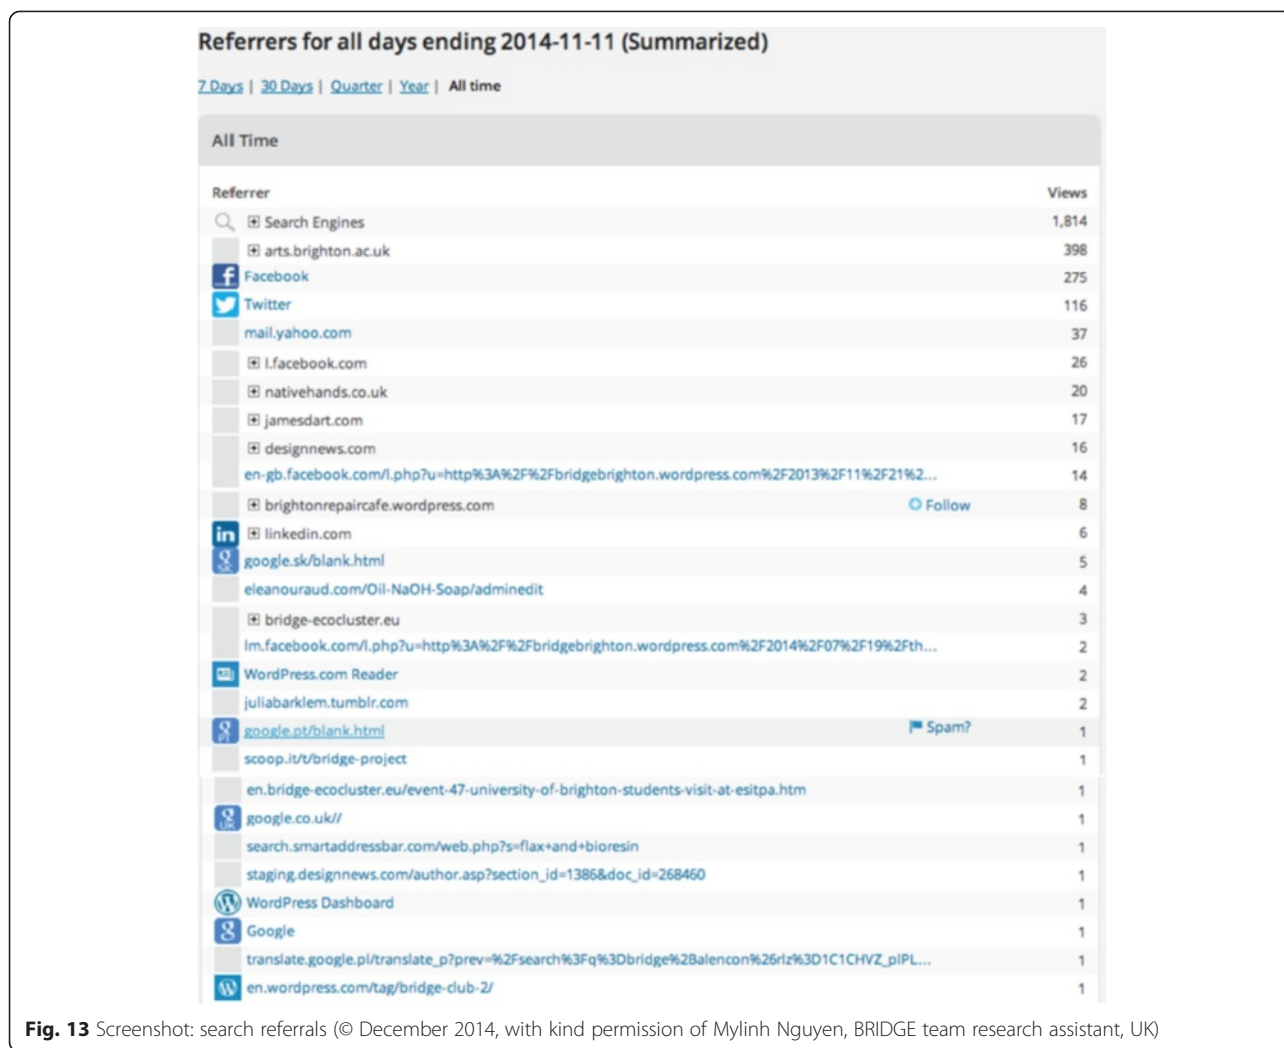 Referrers for all days ending 2014-11-11 (Summarized)
7 Days | 30 Days | Quarter | Year | All time
All Time
Referrer Views
Search Engines 1,814
arts.brighton.ac.uk 398
Facebook 275
Twitter 116
mail.yahoo.com 37
l.facebook.com 26
nativehands.co.uk 20
jamesdart.com 17
designnews.com 16
en-gb.facebook.com/l.php?u=http%3A%2F%2Fbridgebrighton.wordpress.com%2F2013%2F11%2F21%2... 14
brightonrepaircafe.wordpress.com Follow 8
in linkedin.com 6
g SK google.sk/blank.html 5
eleanouraud.com/Oil-NaOH-Soap/adminedit 4
bridge-ecocluster.eu 3
lm.facebook.com/l.php?u=http%3A%2F%2Fbridgebrighton.wordpress.com%2F2014%2F07%2F19%2Fth... 2
WordPress.com Reader 2
juliabarklem.tumblr.com 2
g PT google.pt/blank.html Spam? 1
scoop.it/t/bridge-project 1
en.bridge-ecocluster.eu/event-47-university-of-brighton-students-visit-at-esitpa.htm 1
g UK google.co.uk// 1
search.smartaddressbar.com/web.php?s=flax+and+bioresin 1
staging.designnews.com/author.asp?section_id=1386&doc_id=268460 1
WordPress Dashboard 1
g Google 1
translate.google.pl/translate_p?prev=%2Fsearch%3Fq%3Dbridge%2Balencon%26rlz%3D1C1CHVZ_plPL... 1
en.wordpress.com/tag/bridge-club-2/ 1
Fig. 13 Screenshot: search referrals (© December 2014, with kind permission of Mylinh Nguyen, BRIDGE team research assistant, UK)